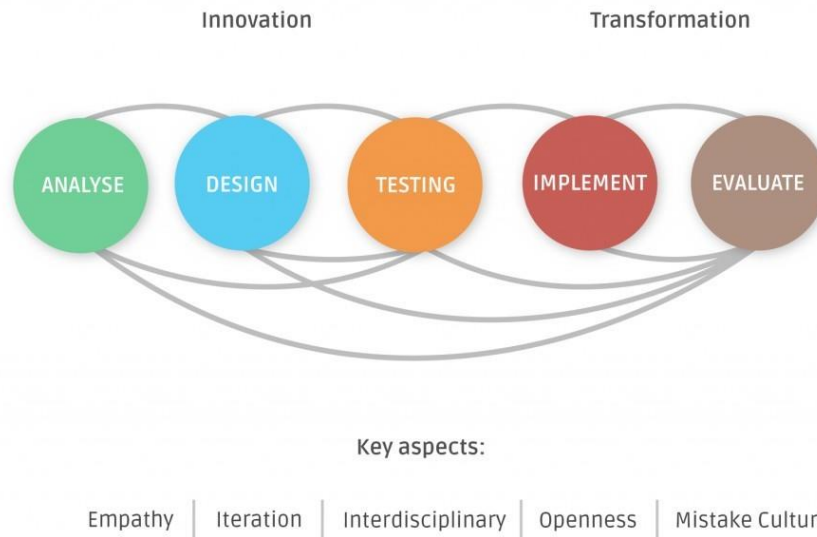 Innovation Transformation
ANALYSE DESIGN TESTING IMPLEMENT EVALUATE
Key aspects:
Empathy | Iteration | Interdisciplinary | Openness | Mistake Cultur